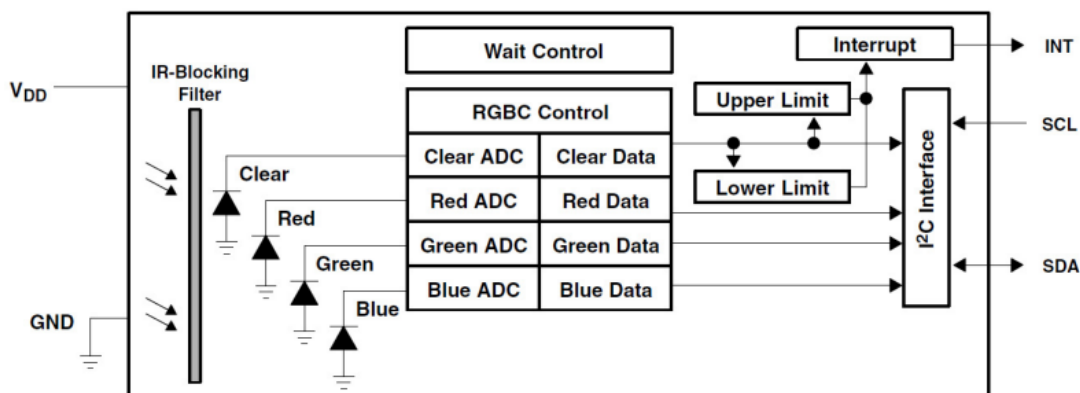 Wait Control
Interrupt
INT
IR-Blocking
Filter
V_DD
Upper Limit
RGBC Control
SCL
Clear ADC
Clear Data
Clear
Lower Limit
Red ADC
Red Data
Red
I²C Interface
Green ADC
Green Data
Green
SDA
Blue ADC
Blue Data
Blue
GND